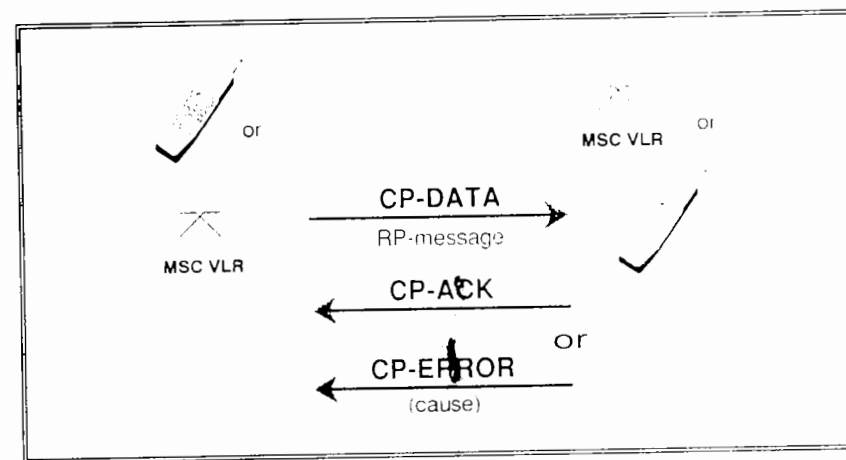 or
MSC VLR
or
CP-DATA
RP-message
MSC VLR
CP-ACK
or
CP-ERROR
(cause)